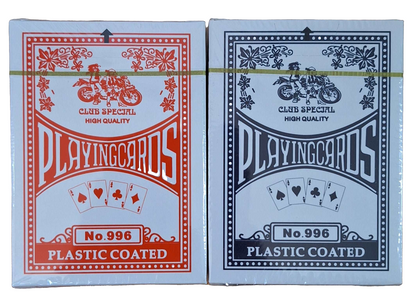 CLUB SPECIAL
HIGH QUALITY
PLAYINGCARDS
No.996
PLASTIC COATED
CLUB SPECIAL
HIGH QUALITY
PLAYINGCARDS
No.996
PLASTIC COATED